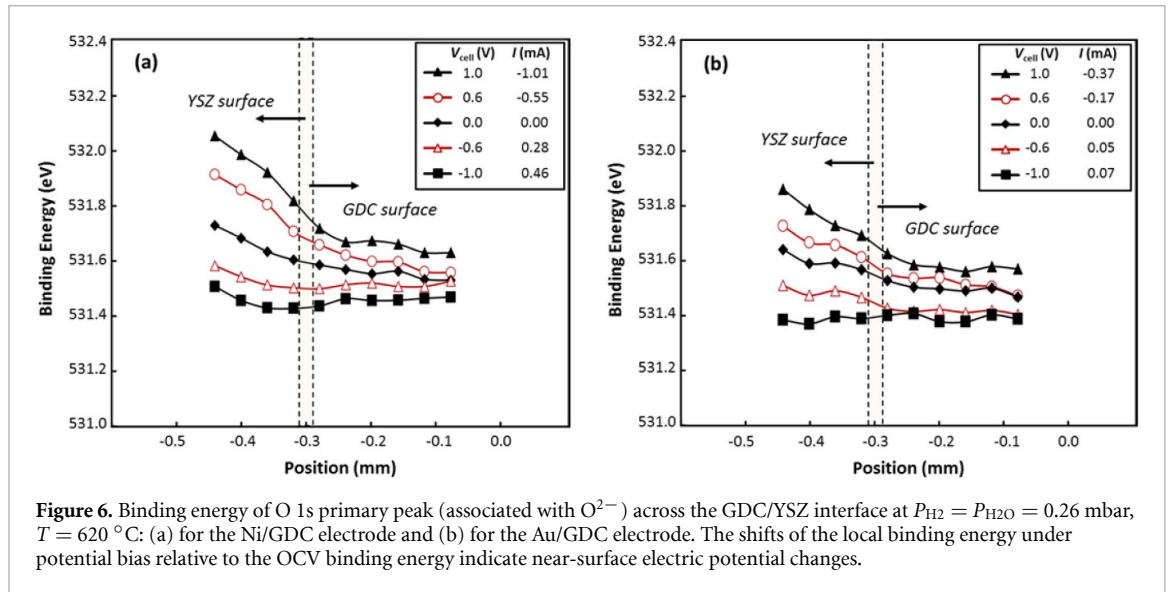 (a)
V_cell (V) I (mA)
1.0 -1.01
0.6 -0.55
0.0 0.00
-0.6 0.28
-1.0 0.46
YSZ surface
GDC surface
532.4
532.2
532.0
531.8
531.6
531.4
531.2
531.0
Binding Energy (eV)
-0.5 -0.4 -0.3 -0.2 -0.1 0.0
Position (mm)
(b)
V_cell (V) I (mA)
1.0 -0.37
0.6 -0.17
0.0 0.00
-0.6 0.05
-1.0 0.07
YSZ surface
GDC surface
532.4
532.2
532.0
531.8
531.6
531.4
531.2
531.0
Binding Energy (eV)
-0.5 -0.4 -0.3 -0.2 -0.1 0.0
Position (mm)
Figure 6. Binding energy of O 1s primary peak (associated with O²⁻) across the GDC/YSZ interface at P_H2 = P_H2O = 0.26 mbar,
T = 620 °C: (a) for the Ni/GDC electrode and (b) for the Au/GDC electrode. The shifts of the local binding energy under
potential bias relative to the OCV binding energy indicate near-surface electric potential changes.